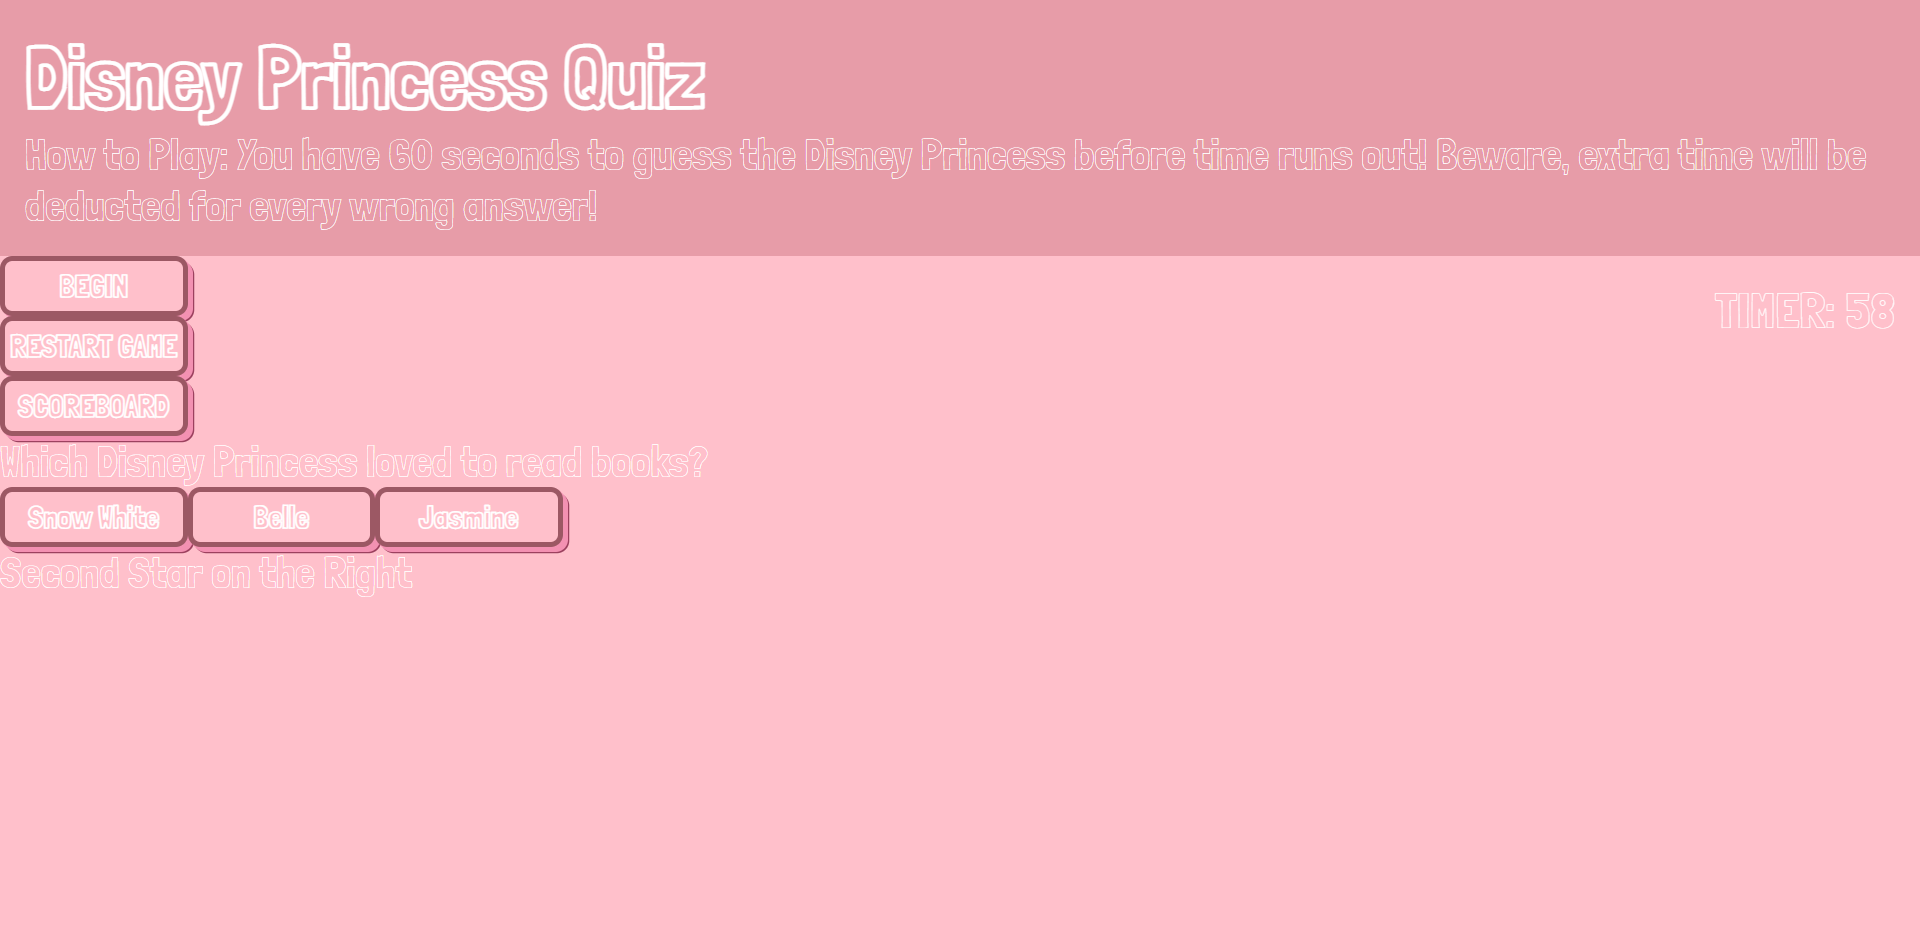 Disney Princess Quiz
How to Play: You have 60 seconds to guess the Disney Princess before time runs out! Beware, extra time will be
deducted for every wrong answer!
BEGIN
TIMER: 58
RESTART GAME
SCOREBOARD
Which Disney Princess loved to read books?
Snow White Belle Jasmine
Second Star on the Right